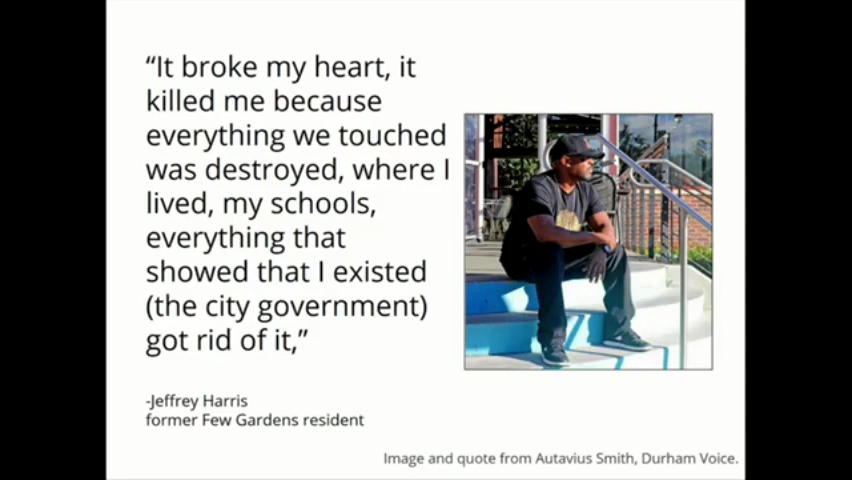 “It broke my heart, it
killed me because
everything we touched
was destroyed, where I
lived, my schools,
everything that
showed that I existed
(the city government)
got rid of it,”
-Jeffrey Harris
former Few Gardens resident
Image and quote from Autavius Smith, Durham Voice.